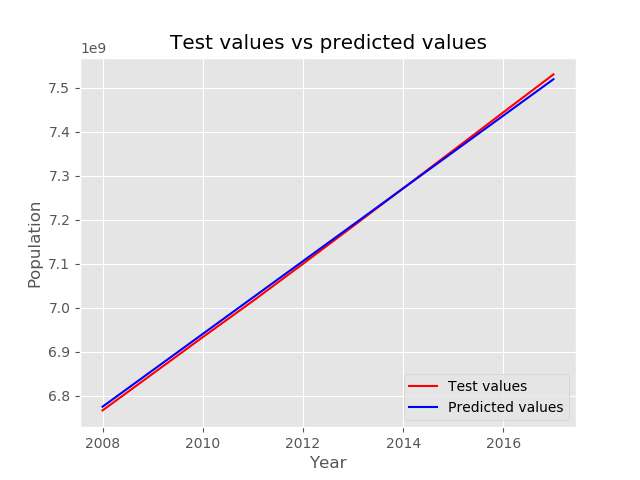 Test values vs predicted values
1e9
7.5
7.4
7.3
7.2
7.1
7.0
6.9
6.8
Population
2008 2010 2012 2014 2016
Year
Test values
Predicted values